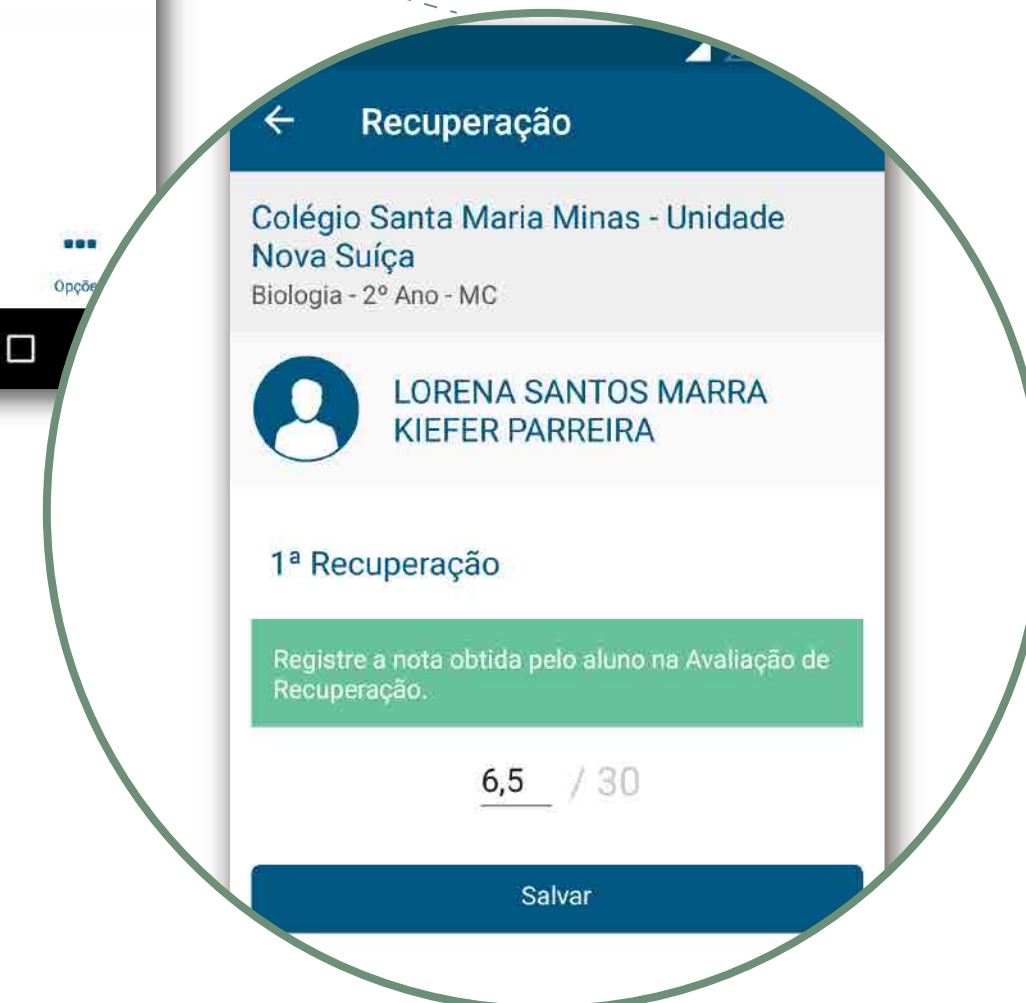 Recuperação
Colégio Santa Maria Minas - Unidade
Nova Suíça
Biologia - 2º Ano - MC
LORENA SANTOS MARRA
KIEFER PARREIRA
1ª Recuperação
Registre a nota obtida pelo aluno na Avaliação de
Recuperação.
6,5 / 30
Salvar